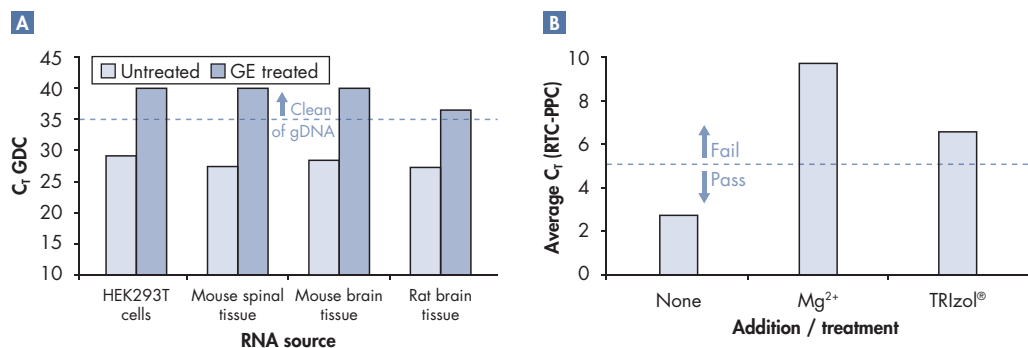 A
C_T GDC
45
40
35
30
25
20
15
10
Untreated
GE treated
Clean
of gDNA
HEK293T
cells
Mouse spinal
tissue
Mouse brain
tissue
Rat brain
tissue
RNA source
B
Average C_T (RTC-PPC)
10
8
6
4
2
0
Fail
Pass
None
Mg²⁺
TRIzol®
Addition / treatment